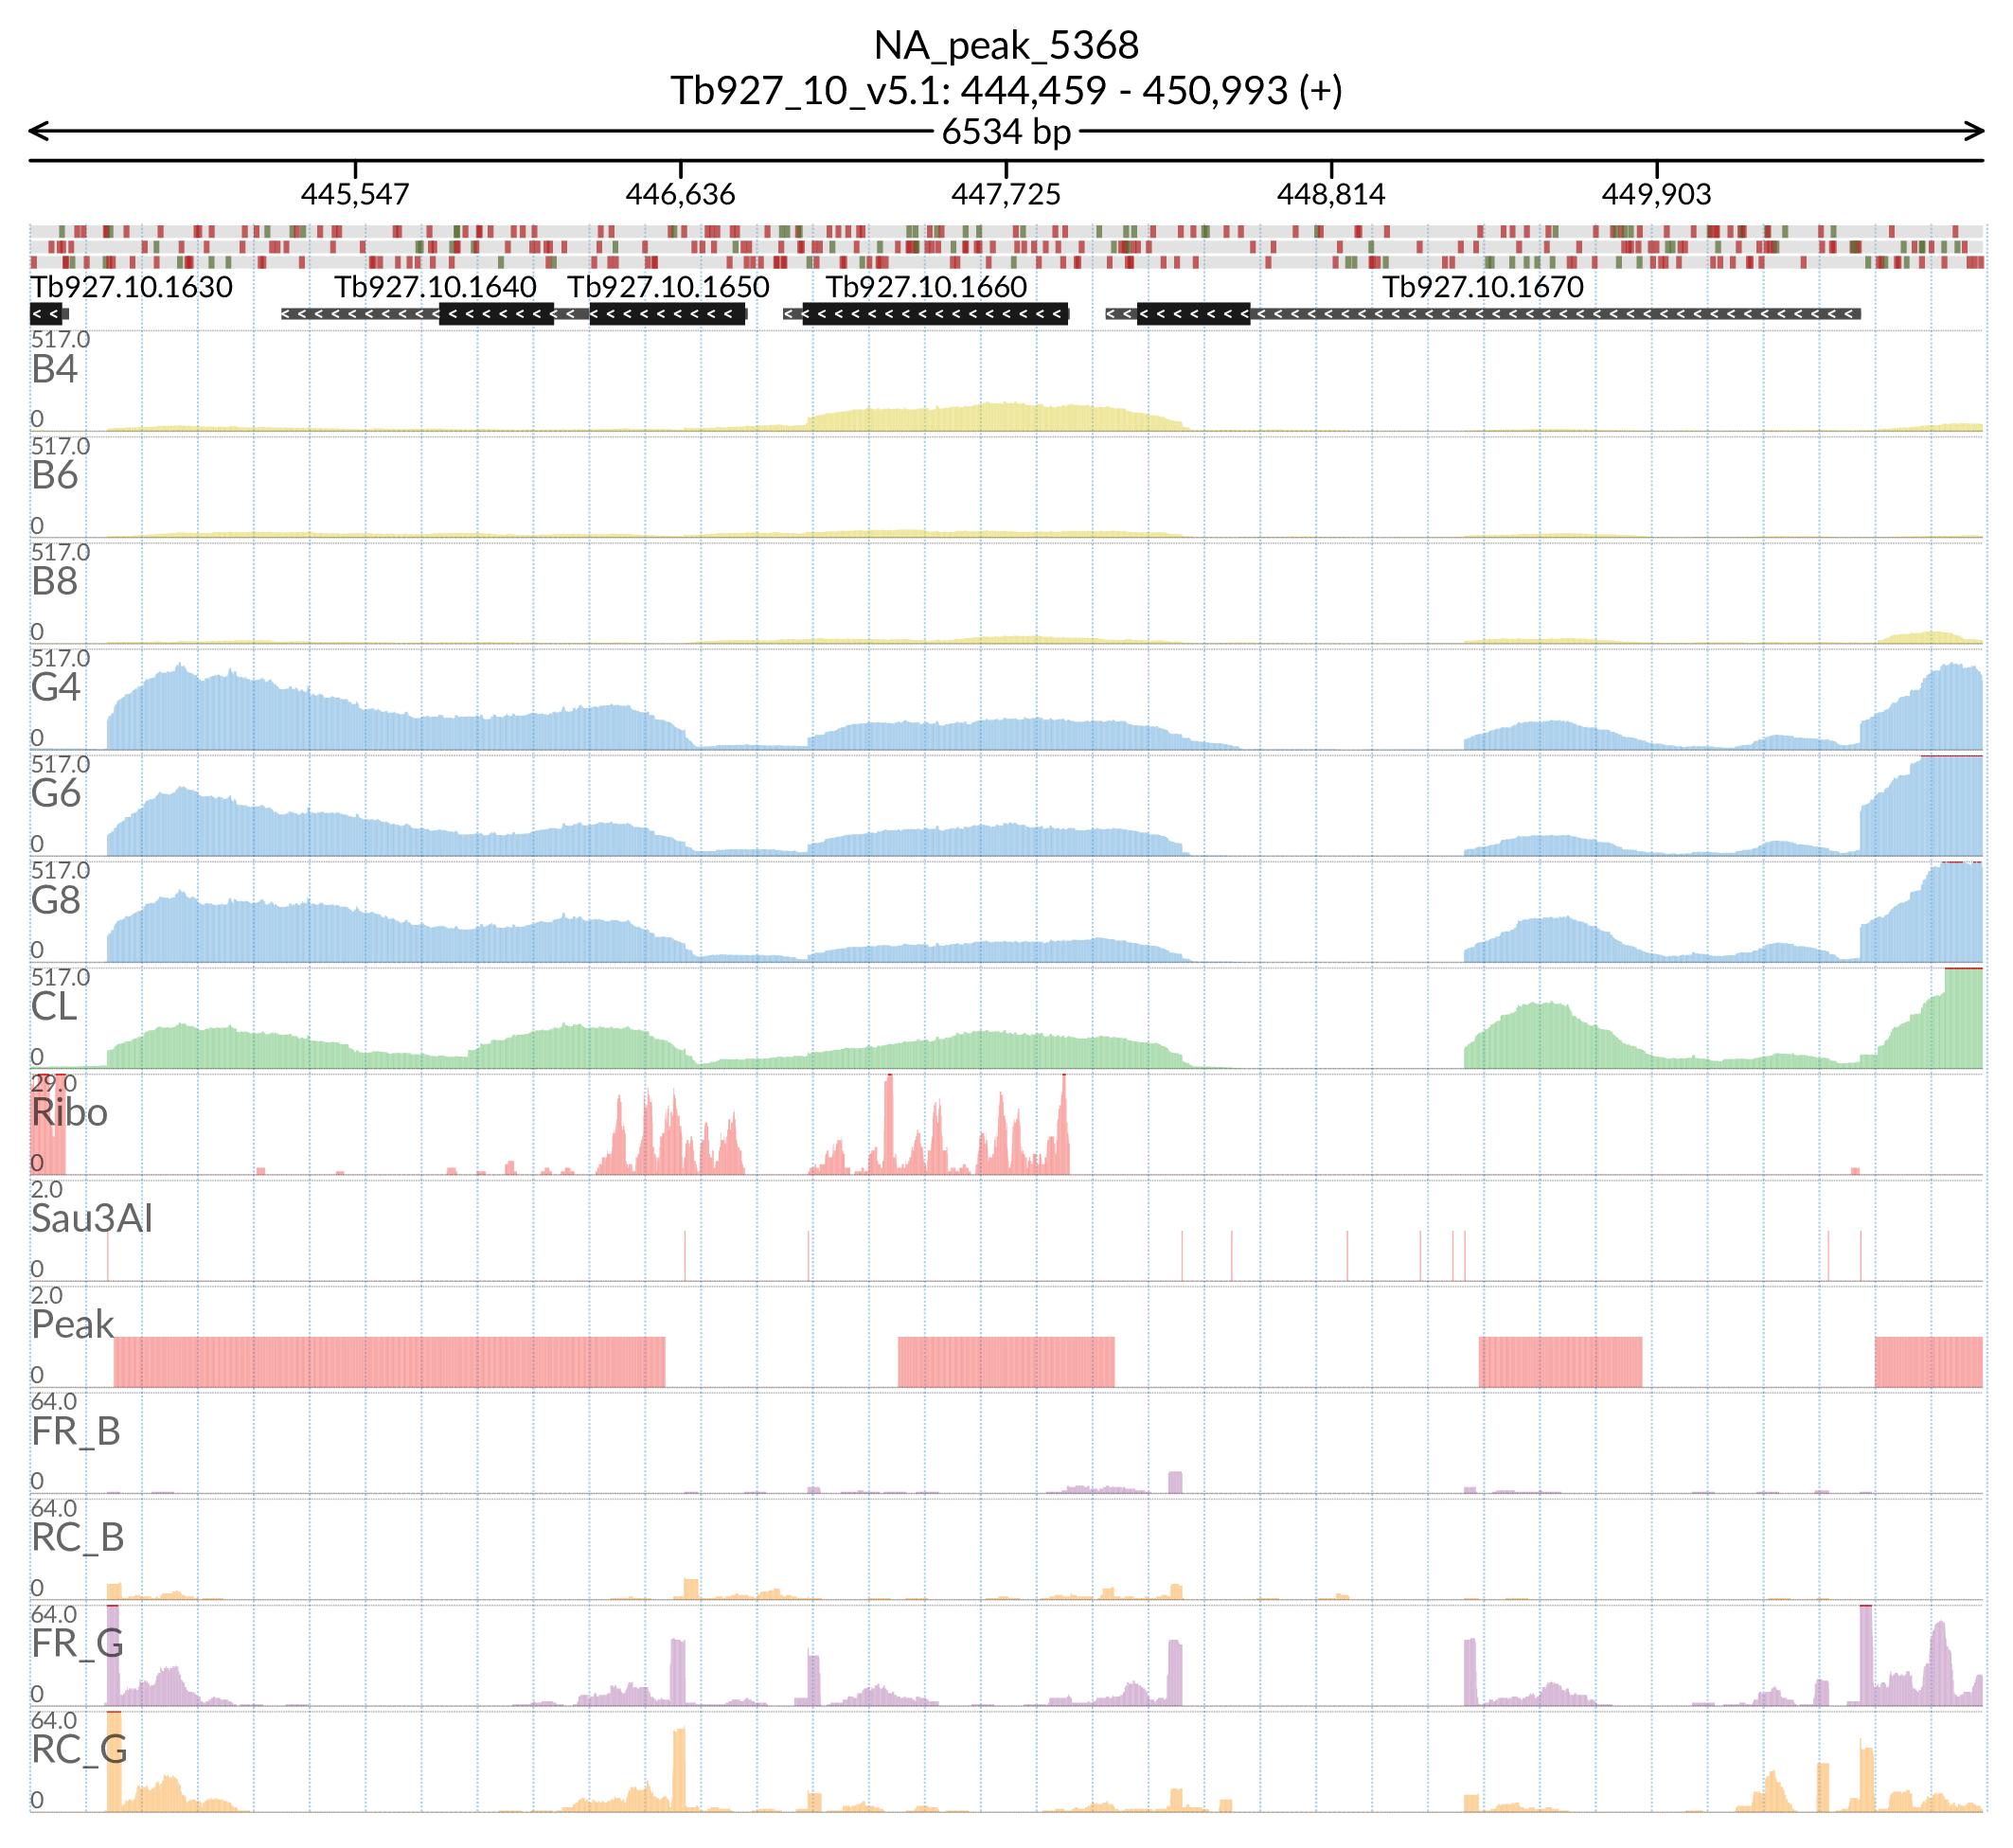 NA_peak_5368
Tb927_10_v5.1: 444,459 - 450,993 (+)
6534 bp
445,547 446,636 447,725 448,814 449,903
Tb927.10.1630 Tb927.10.1640 Tb927.10.1650 Tb927.10.1660 Tb927.10.1670
517.0
B4
0
517.0
B6
0
517.0
B8
0
517.0
G4
0
517.0
G6
0
517.0
G8
0
517.0
CL
0
29.0
Ribo
0
2.0
Sau3AI
0
2.0
Peak
0
64.0
FR_B
0
64.0
RC_B
0
64.0
FR_G
0
64.0
RC_G
0